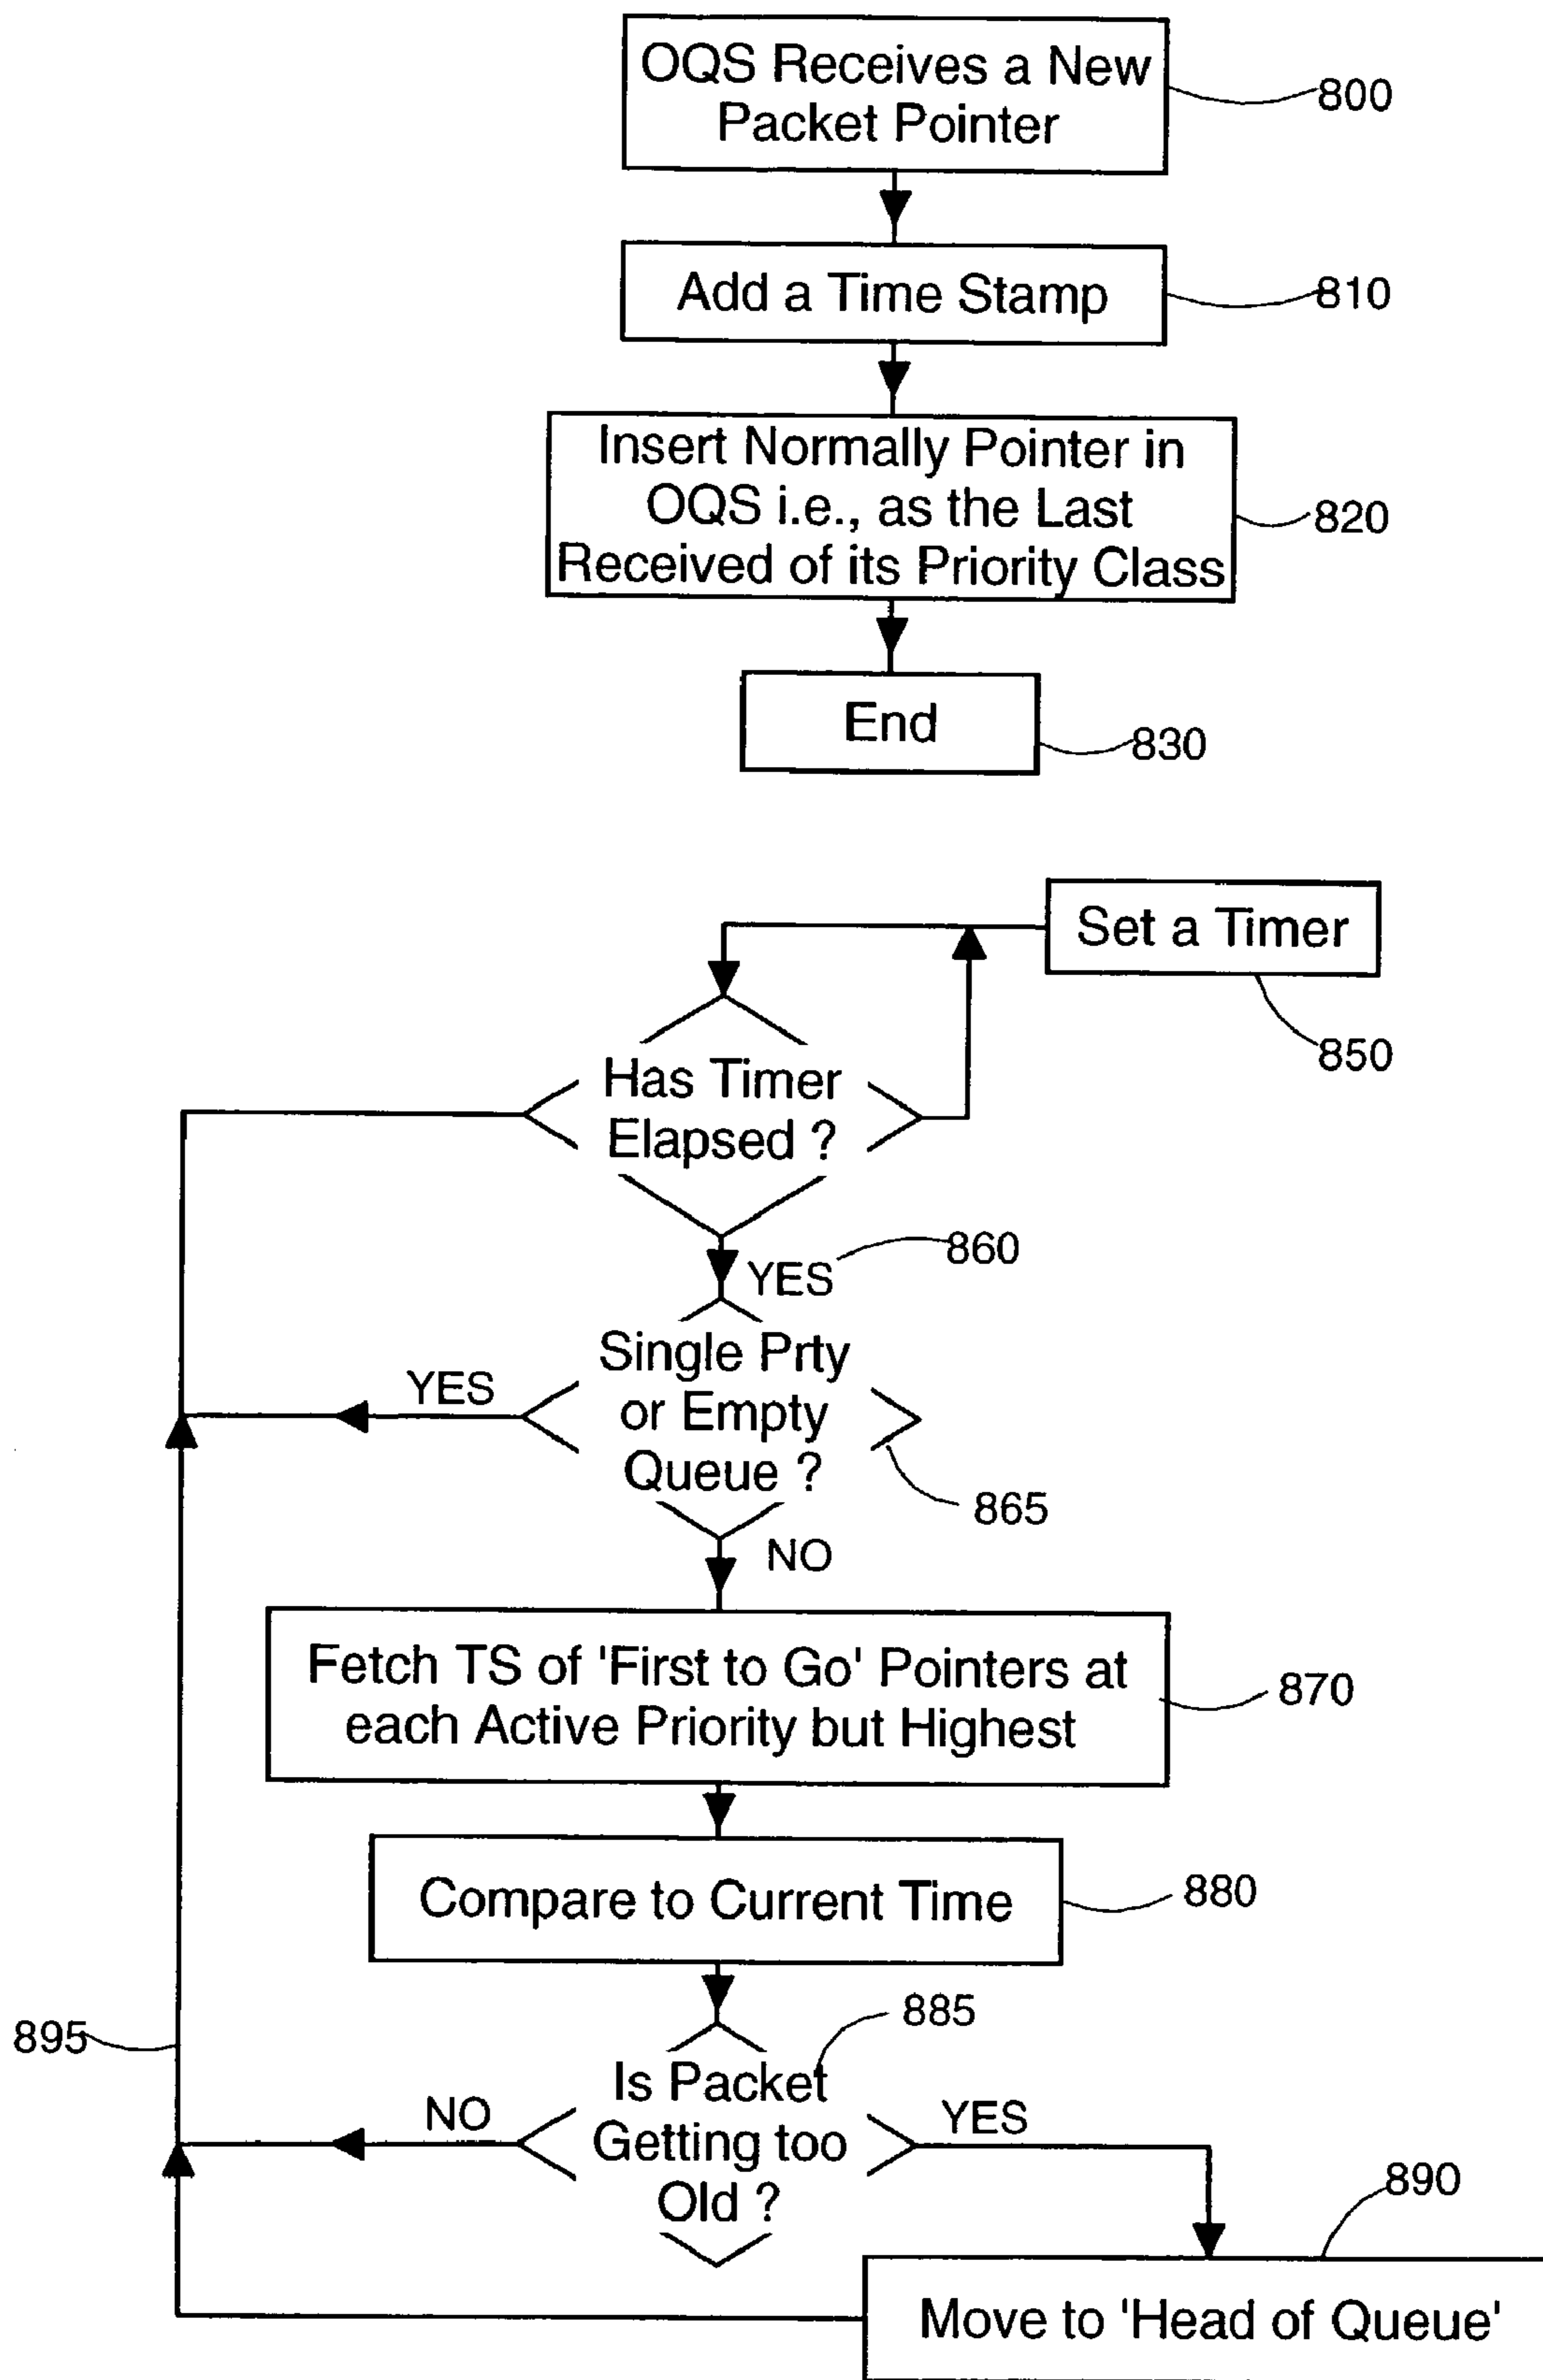 OQS Receives a New
Packet Pointer
800
Add a Time Stamp
810
Insert Normally Pointer in
OQS i.e., as the Last
Received of its Priority Class
820
End
830
Set a Timer
850
Has Timer
Elapsed ?
YES
860
Single Prty
or Empty
Queue ?
YES
865
NO
Fetch TS of 'First to Go' Pointers at
each Active Priority but Highest
870
Compare to Current Time
880
885
895
Is Packet
Getting too
Old ?
NO
YES
890
Move to 'Head of Queue'